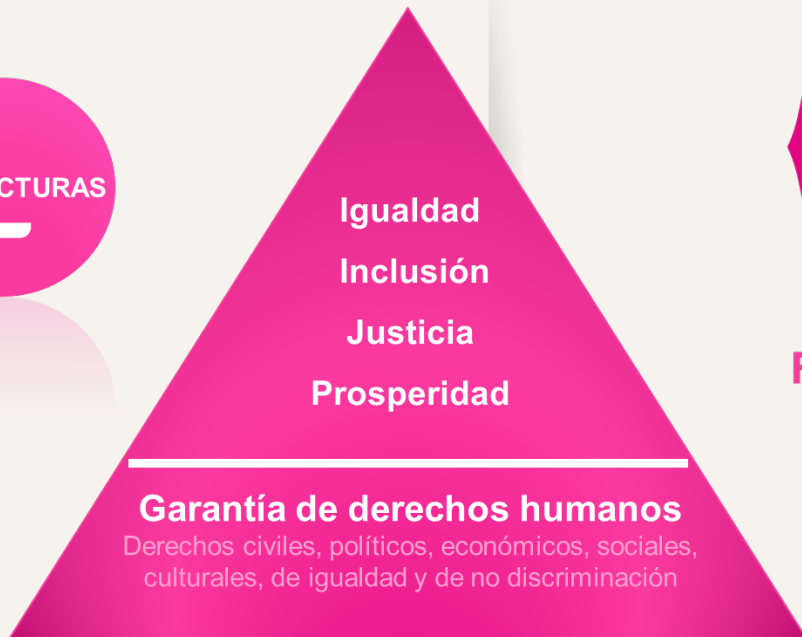 CTURAS
Igualdad
Inclusión
Justicia
Prosperidad
Garantía de derechos humanos
Derechos civiles, políticos, económicos, sociales,
culturales, de igualdad y de no discriminación